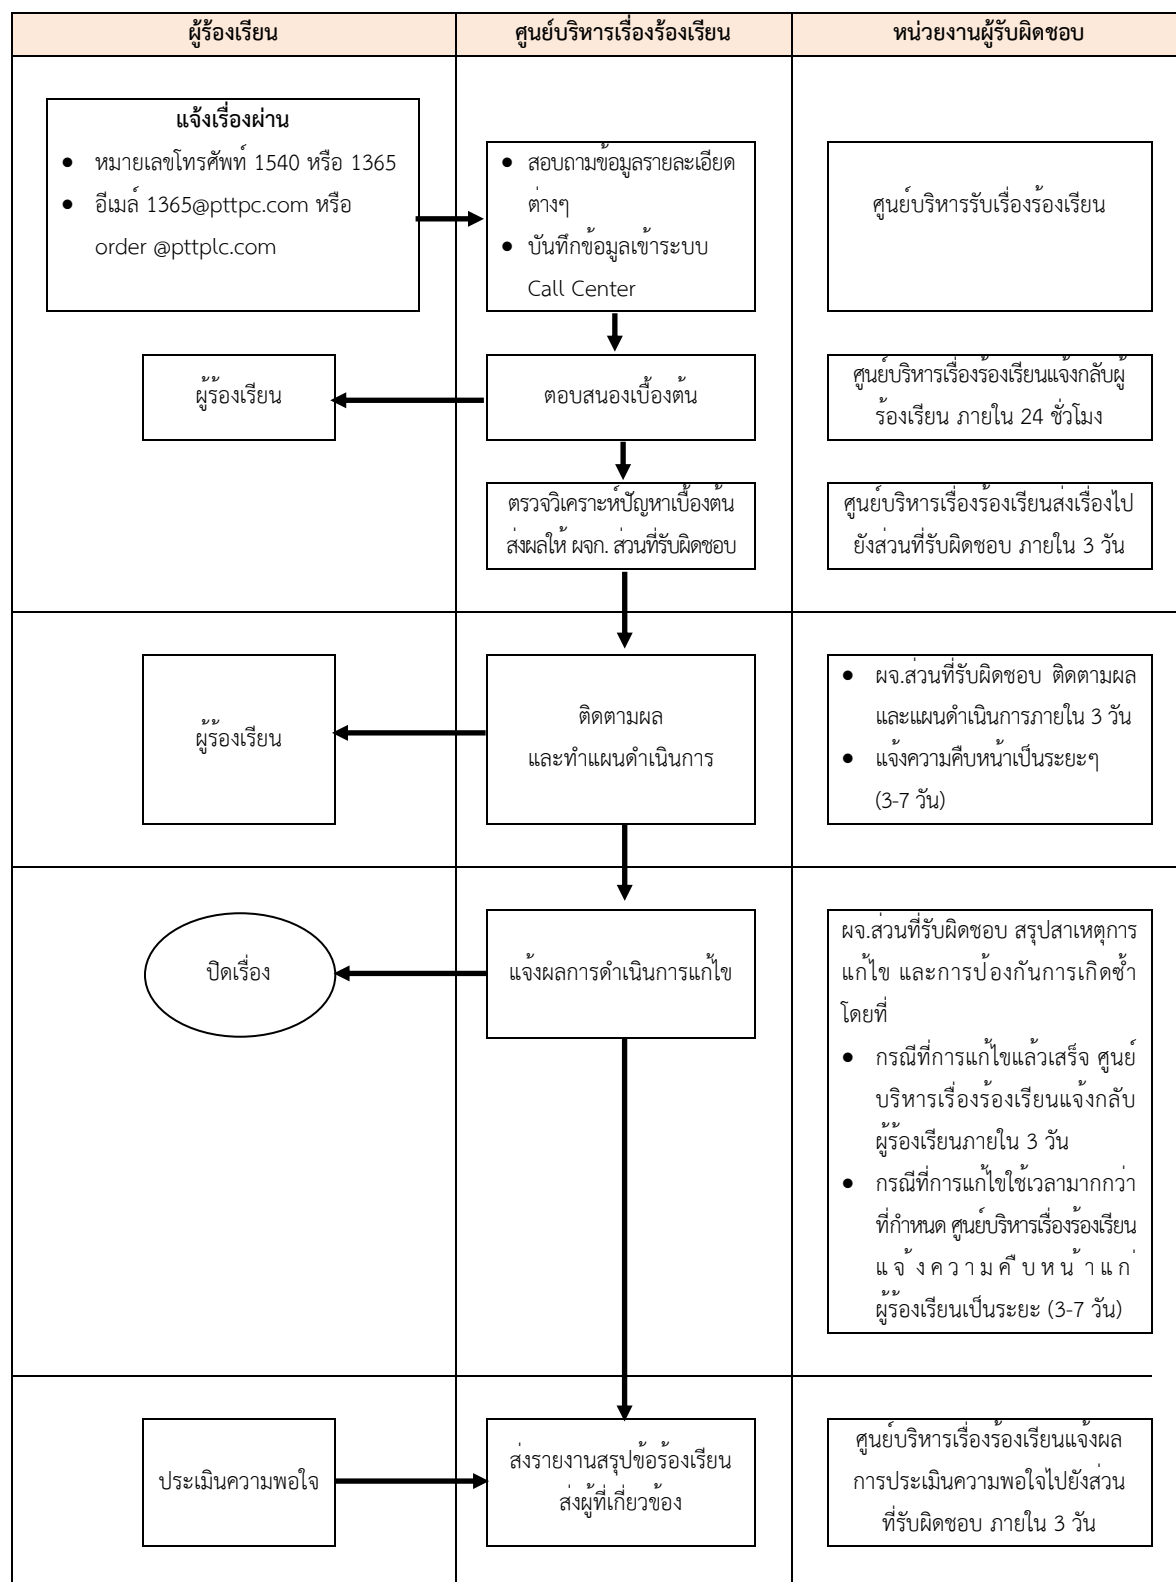 ผู้ร้องเรียน
ศูนย์บริหารเรื่องร้องเรียน
หน่วยงานผู้รับผิดชอบ
แจ้งเรื่องผ่าน
● หมายเลขโทรศัพท์ 1540 หรือ 1365
● อีเมล์ 1365@pttpc.com หรือ
order @pttplc.com
● สอบถามข้อมูลรายละเอียด
ต่างๆ
● บันทึกข้อมูลเข้าระบบ
Call Center
ศูนย์บริหารรับเรื่องร้องเรียน
ผู้ร้องเรียน
ตอบสนองเบื้องต้น
ศูนย์บริหารเรื่องร้องเรียนแจ้งกลับผู้
ร้องเรียน ภายใน 24 ชั่วโมง
ตรวจวิเคราะห์ปัญหาเบื้องต้น
ส่งผลให้ ผจก. ส่วนที่รับผิดชอบ
ศูนย์บริหารเรื่องร้องเรียนส่งเรื่องไป
ยังส่วนที่รับผิดชอบ ภายใน 3 วัน
ผู้ร้องเรียน
ติดตามผล
และทำแผนดำเนินการ
● ผจ.ส่วนที่รับผิดชอบ ติดตามผล
และแผนดำเนินการภายใน 3 วัน
● แจ้งความคืบหน้าเป็นระยะๆ
(3-7 วัน)
ปิดเรื่อง
แจ้งผลการดำเนินการแก้ไข
ผจ.ส่วนที่รับผิดชอบ สรุปสาเหตุการ
แก้ไข และการป้องกันการเกิดซ้ำ
โดยที่
● กรณีที่การแก้ไขแล้วเสร็จ ศูนย์
บริหารเรื่องร้องเรียนแจ้งกลับ
ผู้ร้องเรียนภายใน 3 วัน
● กรณีที่การแก้ไขใช้เวลามากกว่า
ที่กำหนด ศูนย์บริหารเรื่องร้องเรียน
แจ้งความคืบหน้าแก่
ผู้ร้องเรียนเป็นระยะ (3-7 วัน)
ประเมินความพอใจ
ส่งรายงานสรุปข้อร้องเรียน
ส่งผู้ที่เกี่ยวข้อง
ศูนย์บริหารเรื่องร้องเรียนแจ้งผล
การประเมินความพอใจไปยังส่วน
ที่รับผิดชอบ ภายใน 3 วัน